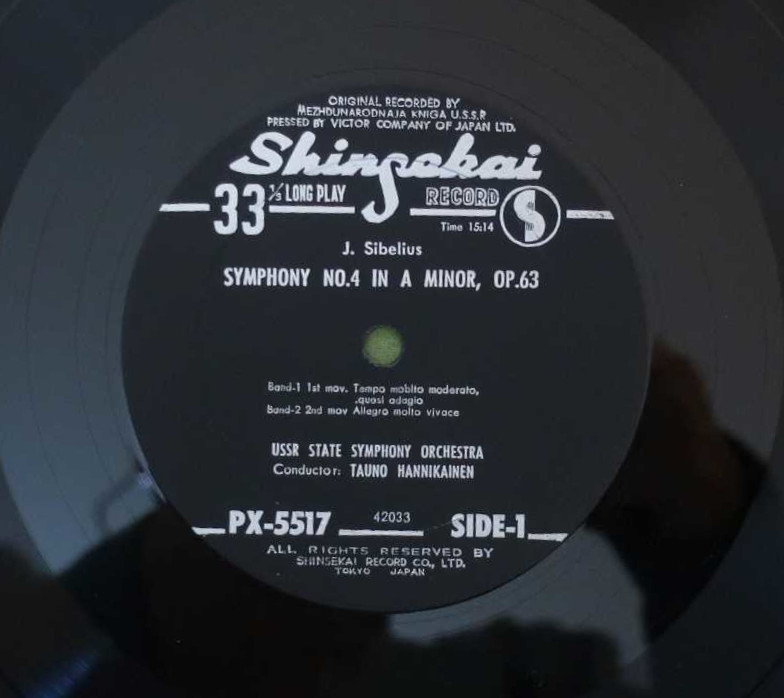 ORIGINAL RECORDED BY
MEZHDUNARODNAJA KNIGA U.S.S.R
PRESSED BY VICTOR COMPANY OF JAPAN LTD.
Shinsekai
33 1/3 LONG PLAY RECORD S
Time 15:14
J. Sibelius
SYMPHONY NO.4 IN A MINOR, OP.63
Band-1 1st mov. Tempo moblto moderato,
.quasi adagio
Band-2 2nd mov Allegro molto vivace
USSR STATE SYMPHONY ORCHESTRA
Conductor: TAUNO HANNIKAINEN
PX-5517 42033 SIDE-1
ALL RIGHTS RESERVED BY
SHINSEKAI RECORD CO., LTD.
TOKYO JAPAN